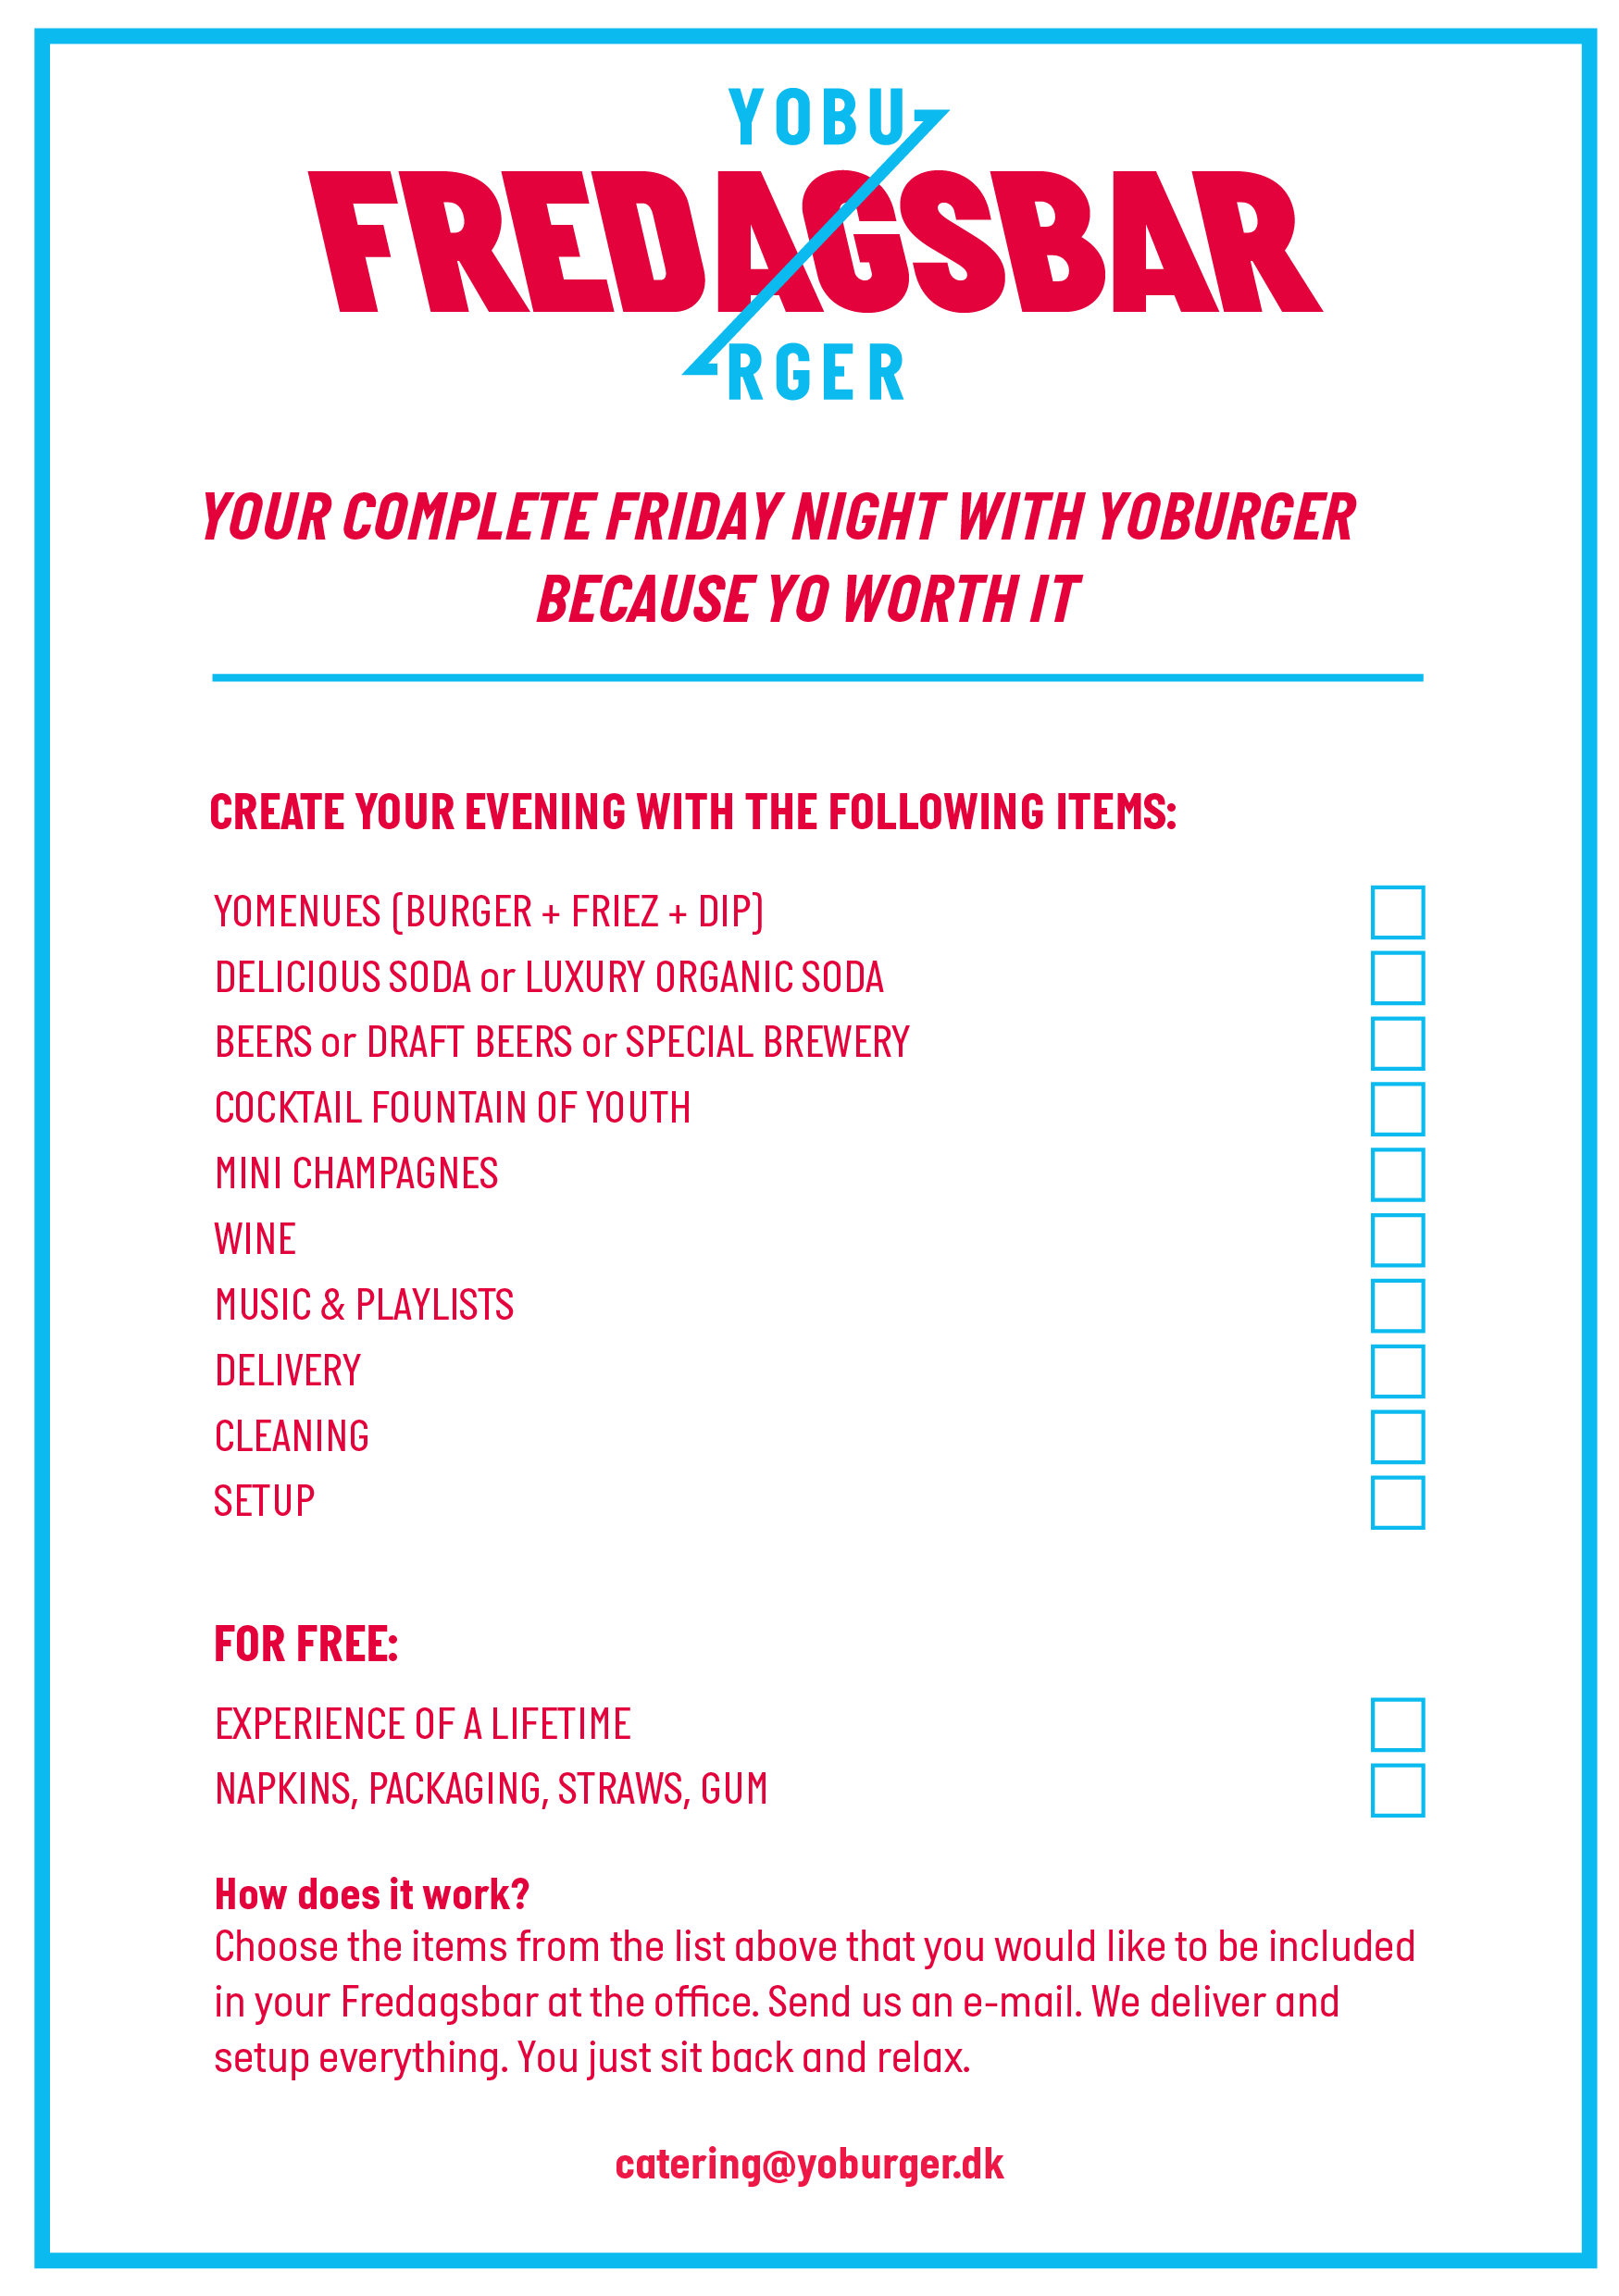 YOBU
FREDAGSBAR
RGER
YOUR COMPLETE FRIDAY NIGHT WITH YOBURGER
BECAUSE YO WORTH IT
CREATE YOUR EVENING WITH THE FOLLOWING ITEMS:
YOMENUES (BURGER + FRIEZ + DIP)
DELICIOUS SODA or LUXURY ORGANIC SODA
BEERS or DRAFT BEERS or SPECIAL BREWERY
COCKTAIL FOUNTAIN OF YOUTH
MINI CHAMPAGNES
WINE
MUSIC & PLAYLISTS
DELIVERY
CLEANING
SETUP
FOR FREE:
EXPERIENCE OF A LIFETIME
NAPKINS, PACKAGING, STRAWS, GUM
How does it work?
Choose the items from the list above that you would like to be included
in your Fredagsbar at the office. Send us an e-mail. We deliver and
setup everything. You just sit back and relax.
catering@yoburger.dk